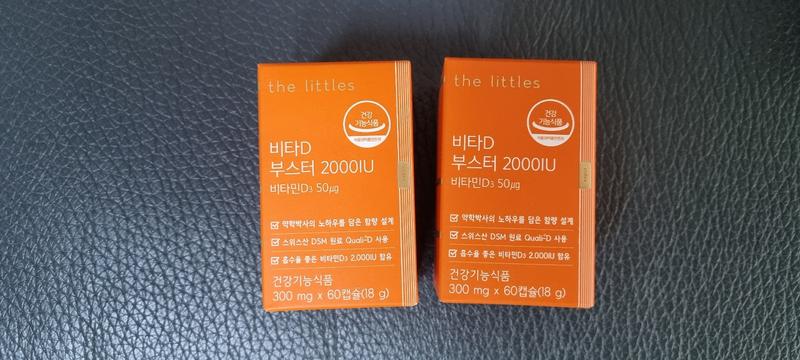 the littles
건강
기능식품
비타D
부스터 2000IU
비타민D3 50㎍
약학박사의 노하우를 담은 함량 설계
스위스산 DSM 원료 Quali®-D 사용
흡수율 좋은 비타민D3 2,000IU 함유
건강기능식품
300 mg x 60캡슐(18 g)
the littles
건강
기능식품
비타D
부스터 2000IU
비타민D3 50㎍
약학박사의 노하우를 담은 함량 설계
스위스산 DSM 원료 Quali®-D 사용
흡수율 좋은 비타민D3 2,000IU 함유
건강기능식품
300 mg x 60캡슐(18 g)